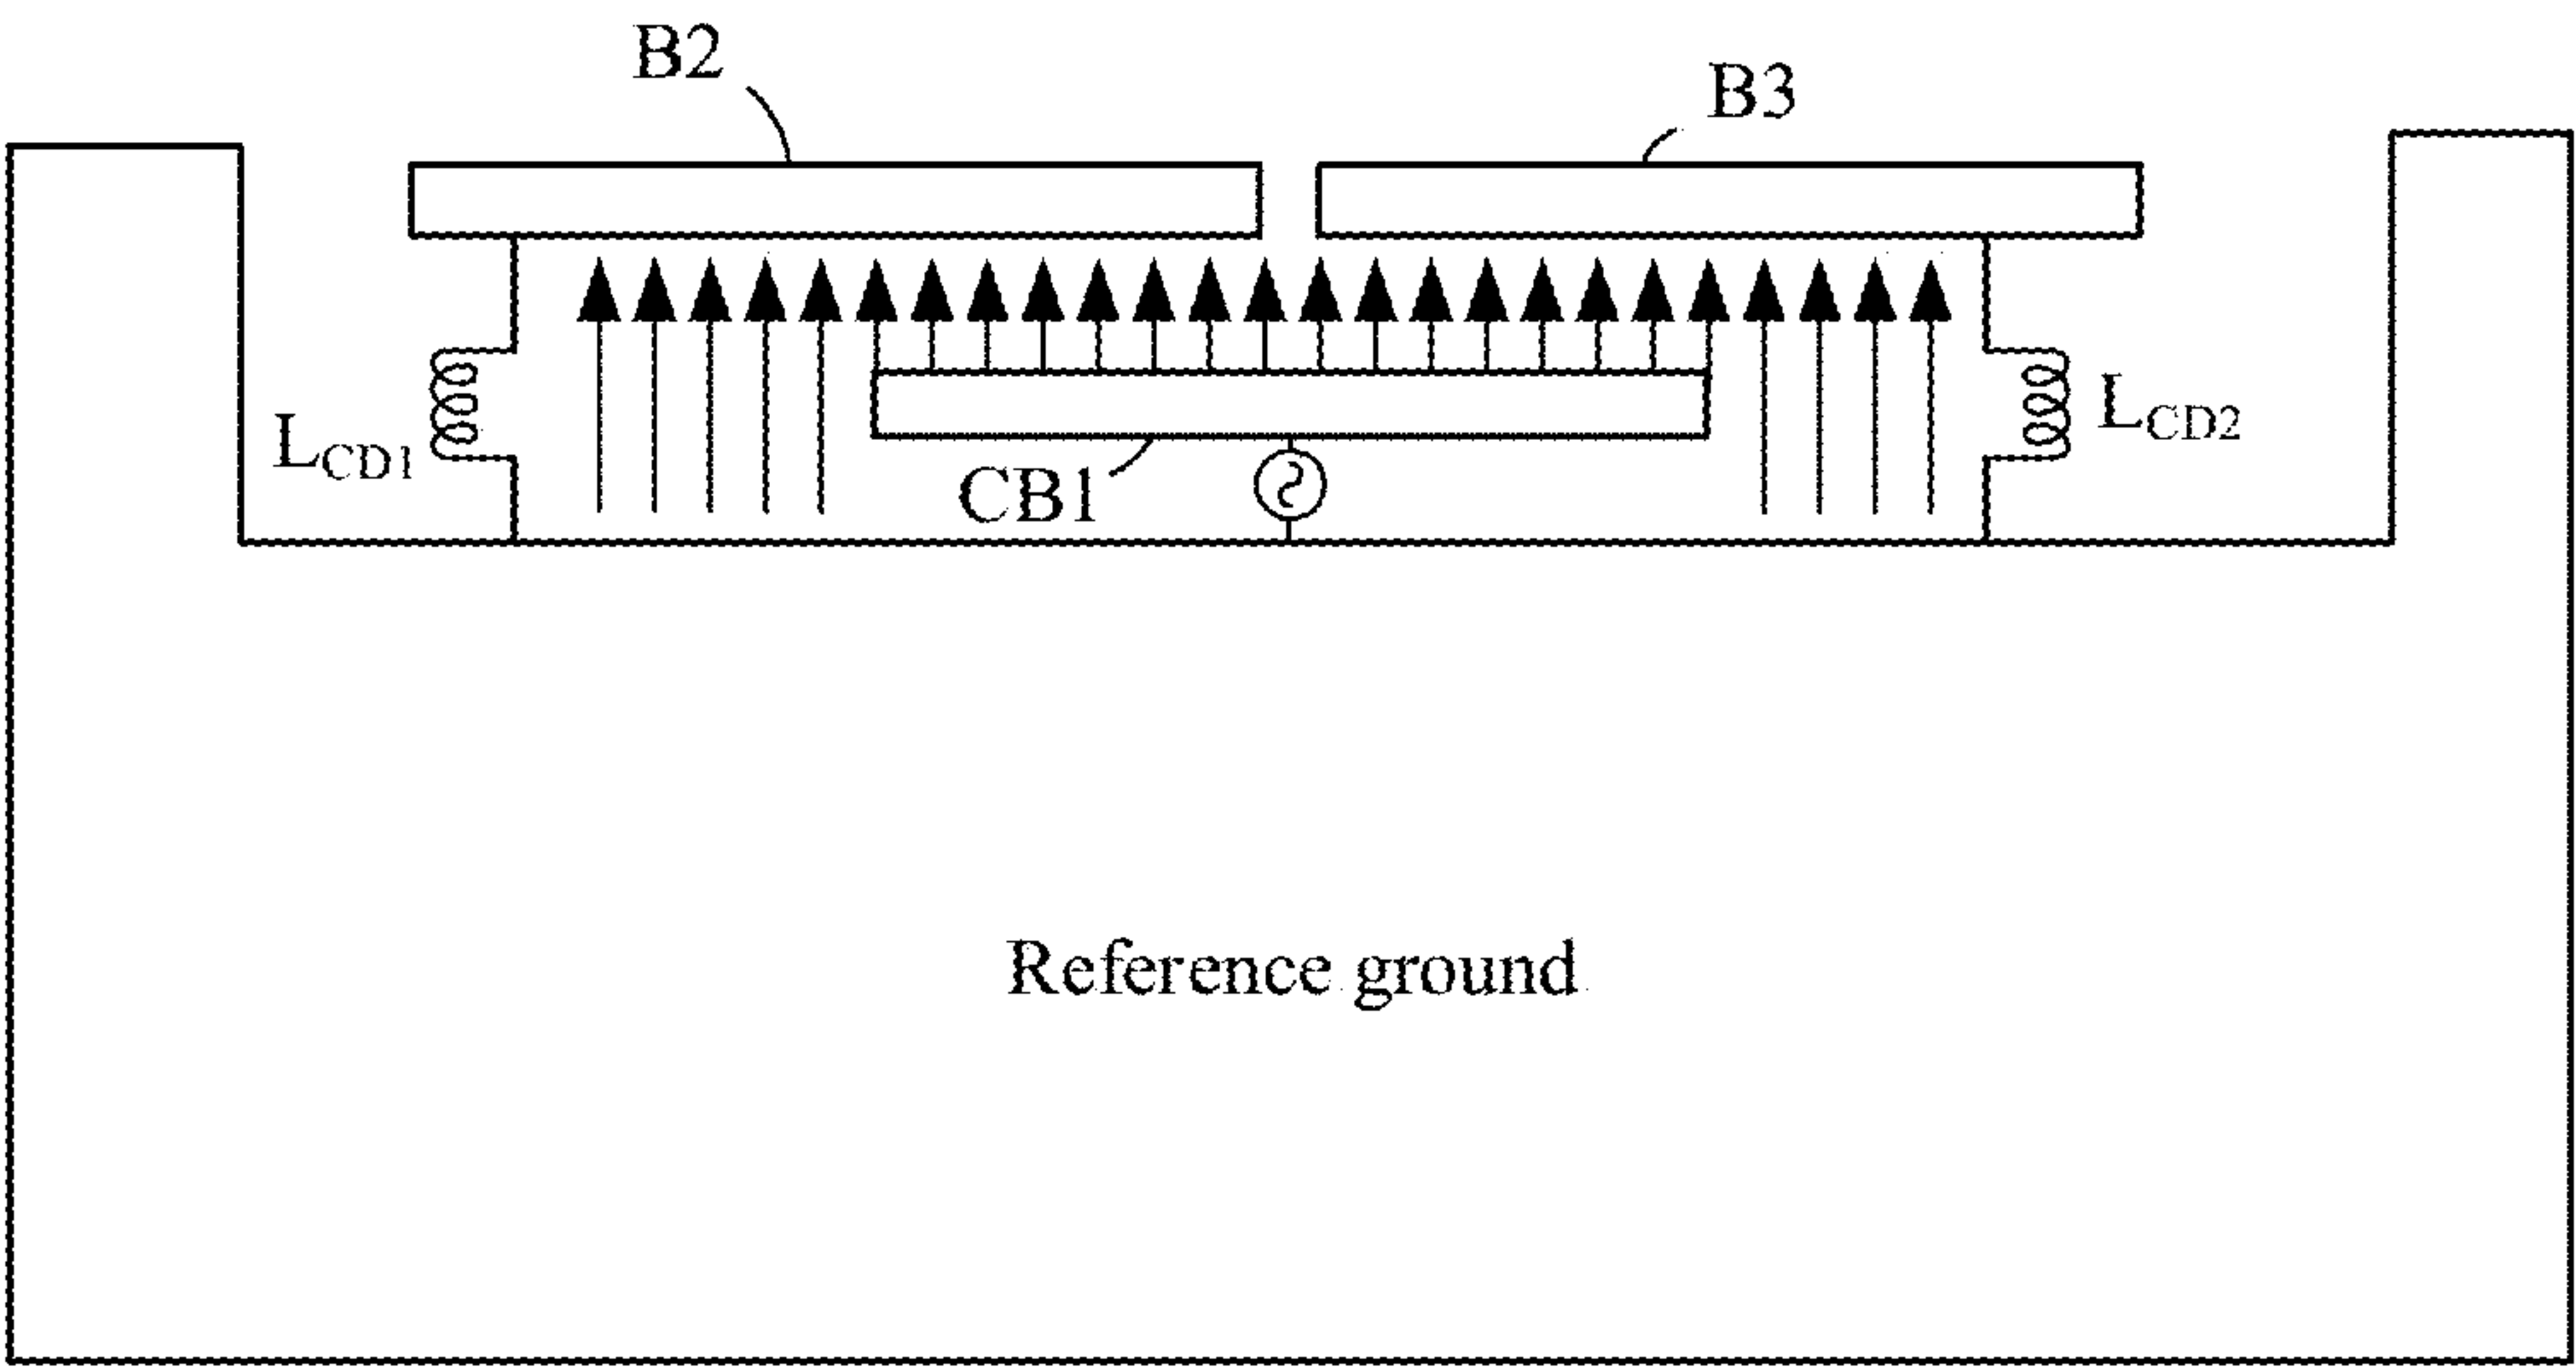 B2
B3
LCD1
LCD2
CB1
Reference ground